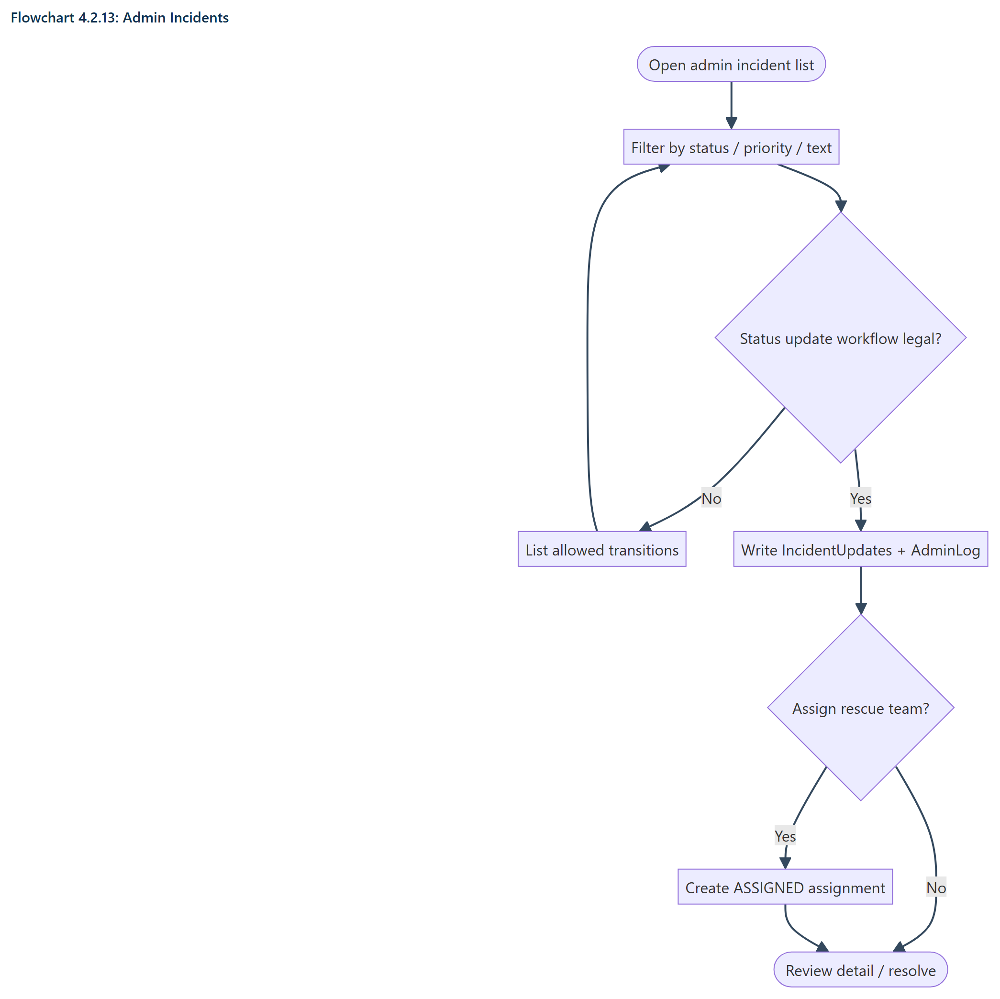 Flowchart 4.2.13: Admin Incidents
Open admin incident list
Filter by status / priority / text
Status update workflow legal?
No
Yes
List allowed transitions
Write IncidentUpdates + AdminLog
Assign rescue team?
Yes
Create ASSIGNED assignment
No
Review detail / resolve